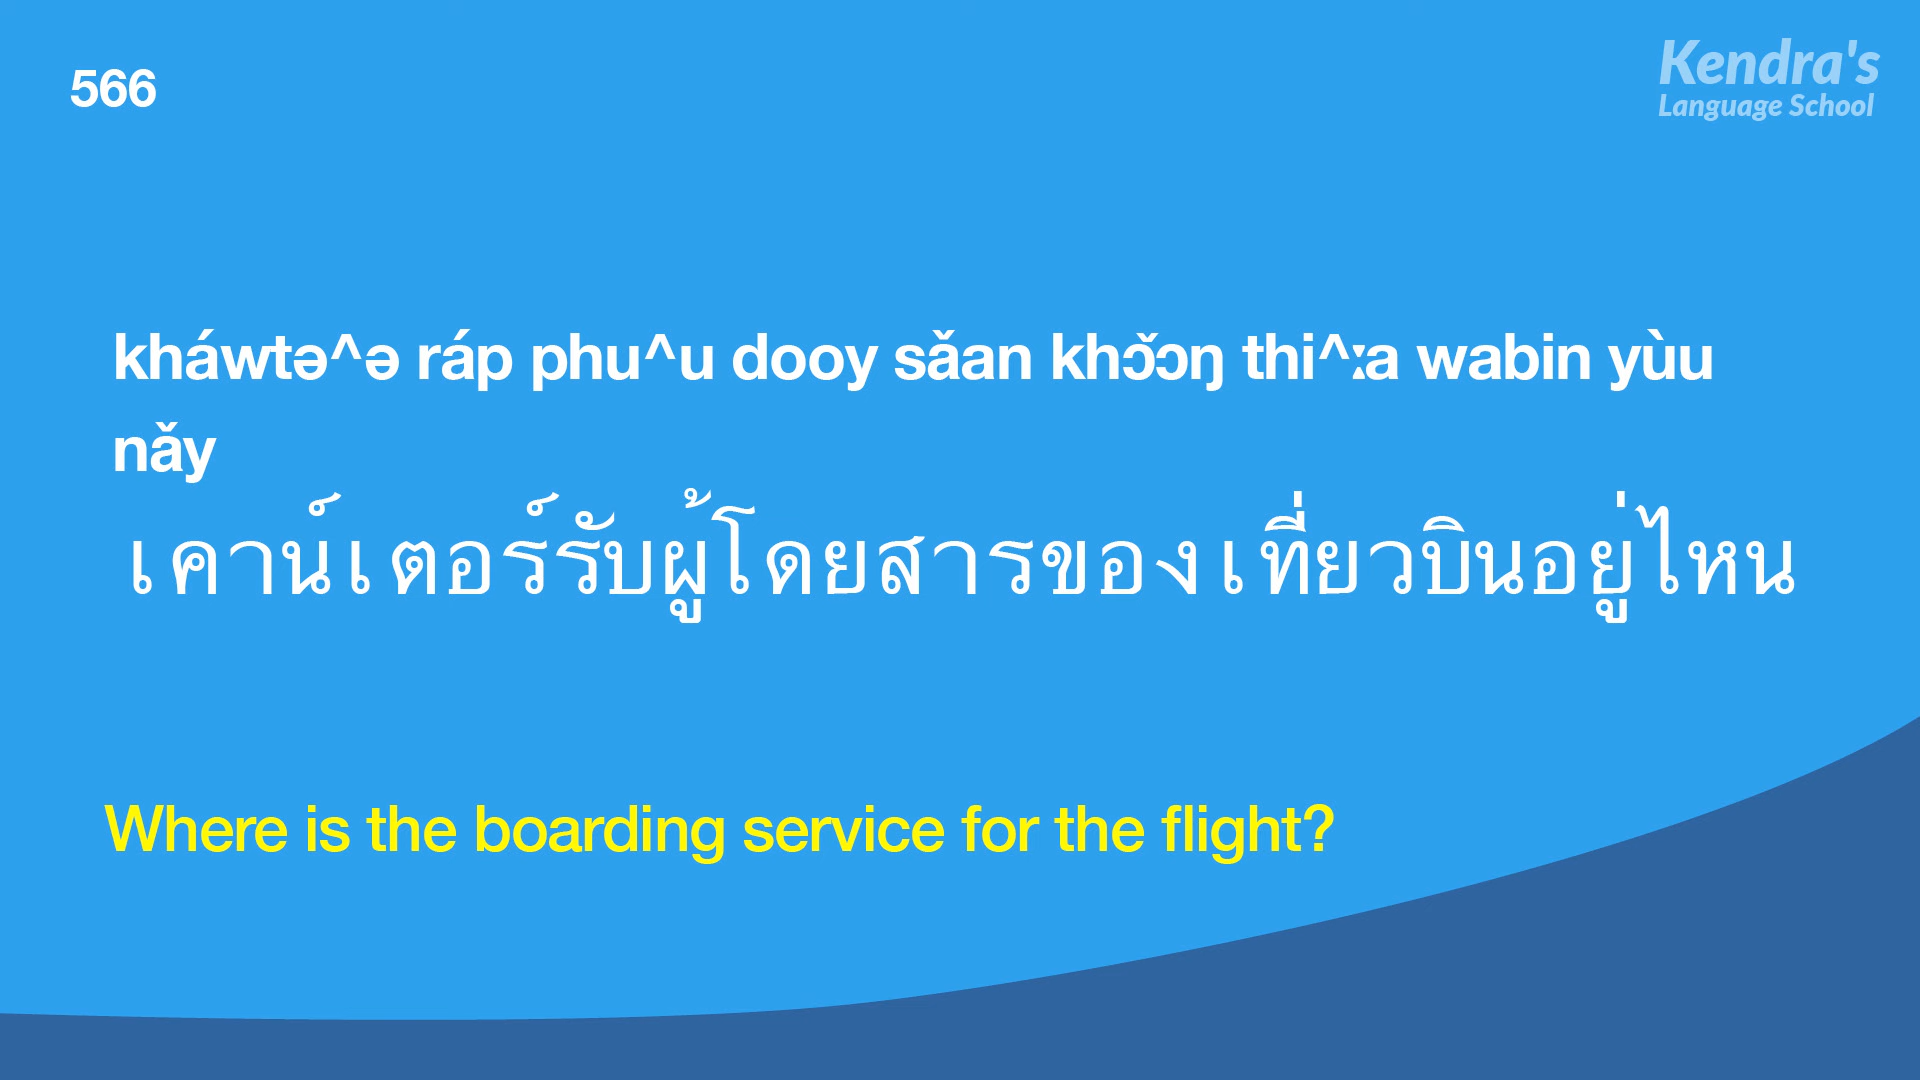 566
Kendra's
Language School
kháwtə^ə ráp phu^u dooy sǎan khɔ̌ɔŋ thi^ːa wabin yùu
nǎy
เคาน์เตอร์รับผู้โดยสารของเที่ยวบินอยู่ไหน
Where is the boarding service for the flight?